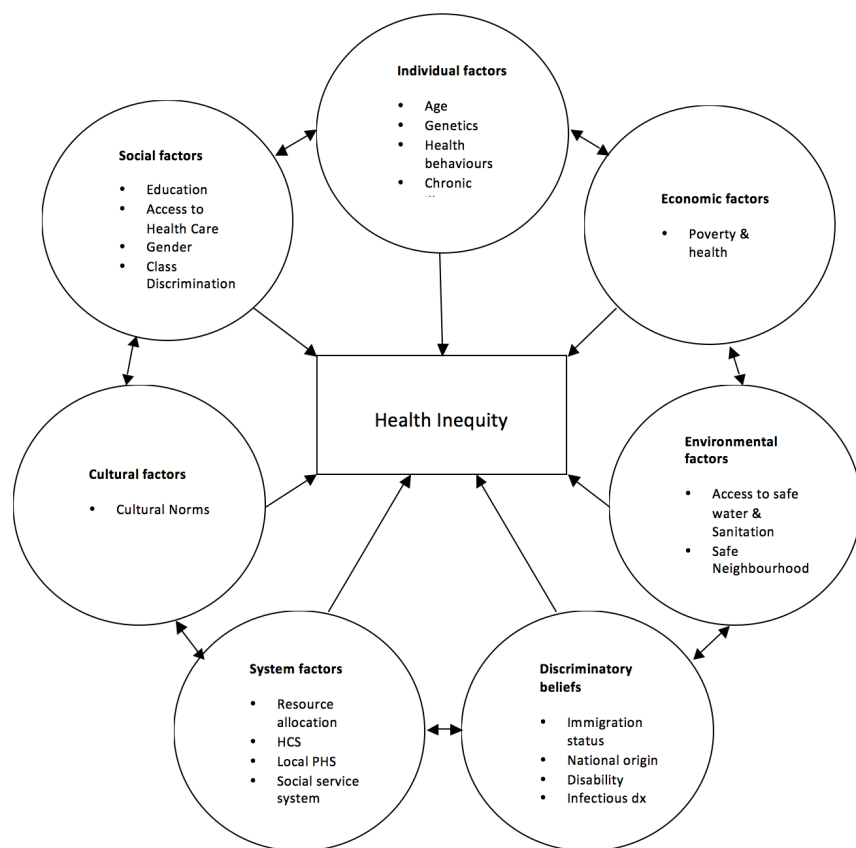 Individual factors
• Age
• Genetics
• Health
behaviours
• Chronic
Social factors
• Education
• Access to
Health Care
• Gender
• Class
Discrimination
Economic factors
• Poverty &
health
Health Inequity
Cultural factors
• Cultural Norms
Environmental
factors
• Access to safe
water &
Sanitation
• Safe
Neighbourhood
System factors
• Resource
allocation
• HCS
• Local PHS
• Social service
system
Discriminatory
beliefs
• Immigration
status
• National origin
• Disability
• Infectious dx